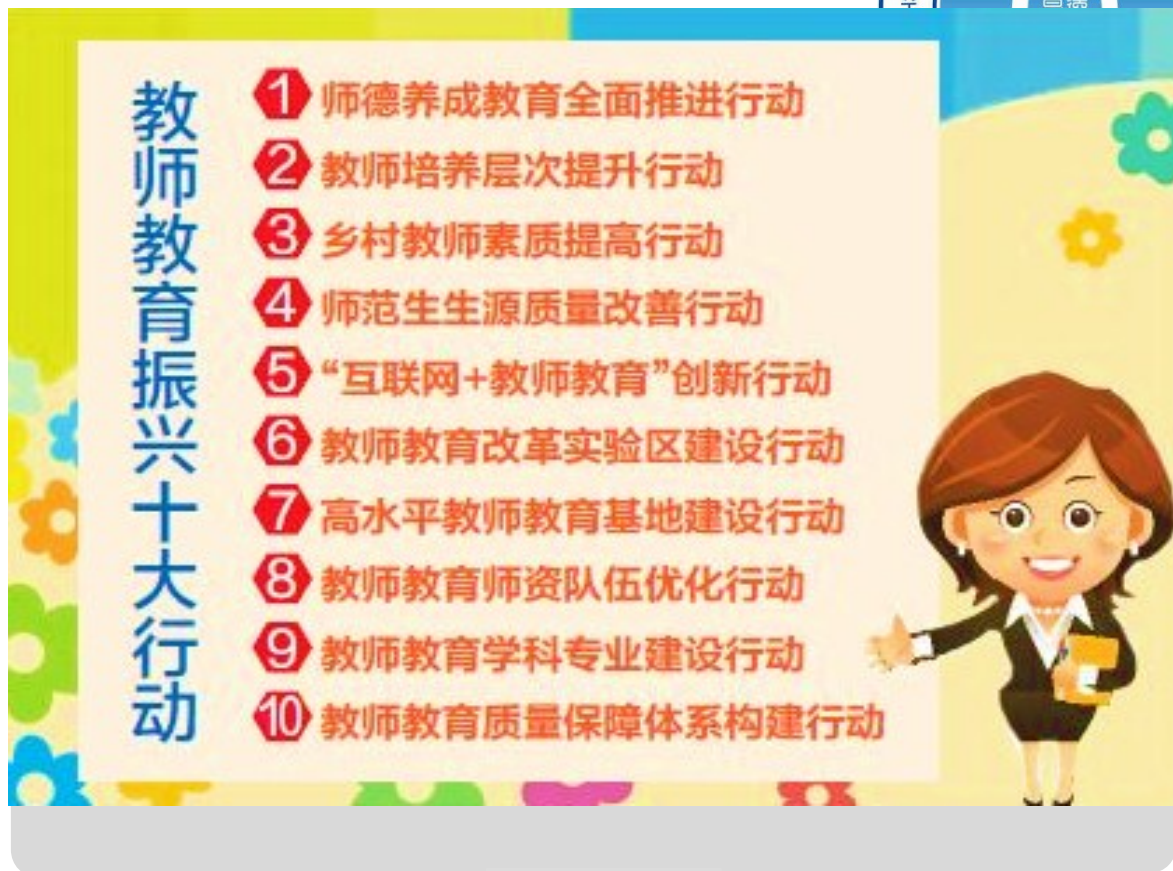 教师教育振兴十大行动
1 师德养成教育全面推进行动
2 教师培养层次提升行动
3 乡村教师素质提高行动
4 师范生生源质量改善行动
5 “互联网+教师教育”创新行动
6 教师教育改革实验区建设行动
7 高水平教师教育基地建设行动
8 教师教育师资队伍优化行动
9 教师教育学科专业建设行动
10 教师教育质量保障体系构建行动